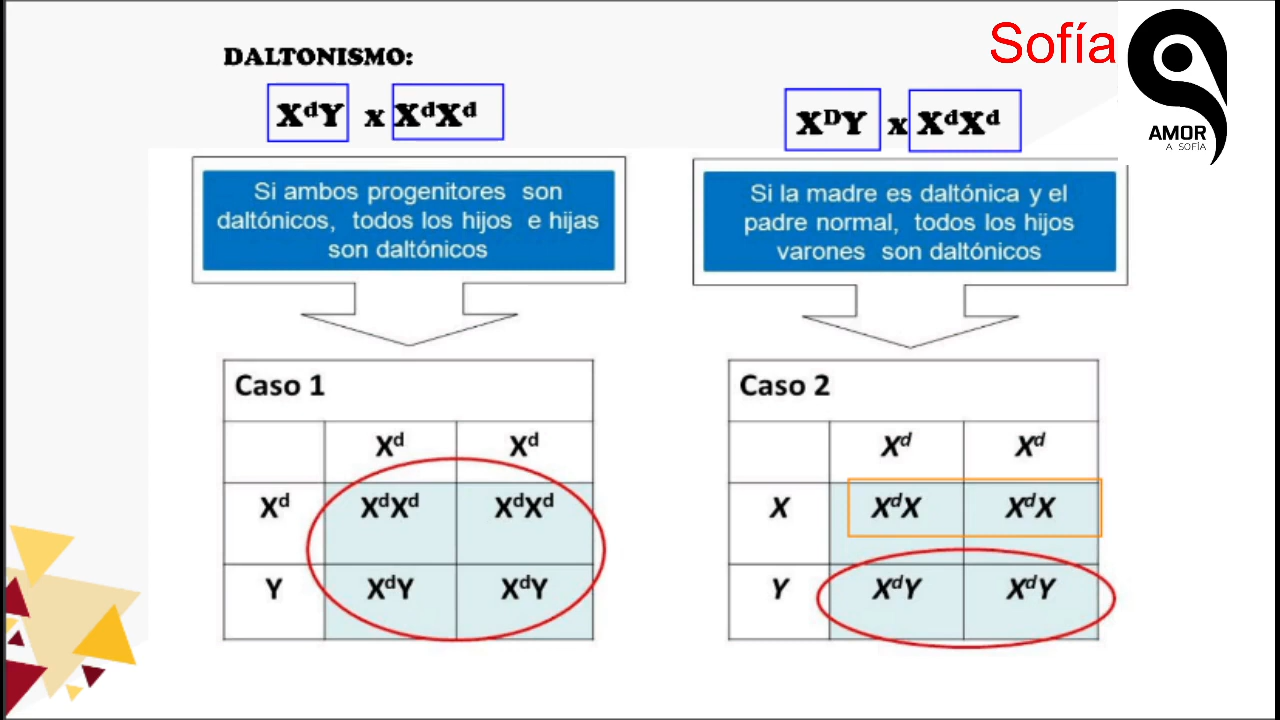 Sofía
AMOR
A SOFÍA
DALTONISMO:
XᵈY x XᵈXᵈ
XᴰY x XᵈXᵈ
Si ambos progenitores son
daltónicos, todos los hijos e hijas
son daltónicos
Si la madre es daltónica y el
padre normal, todos los hijos
varones son daltónicos
Caso 1
Xᵈ Xᵈ
Xᵈ XᵈXᵈ XᵈXᵈ
Y XᵈY XᵈY
Caso 2
Xᵈ Xᵈ
X XᵈX XᵈX
Y XᵈY XᵈY